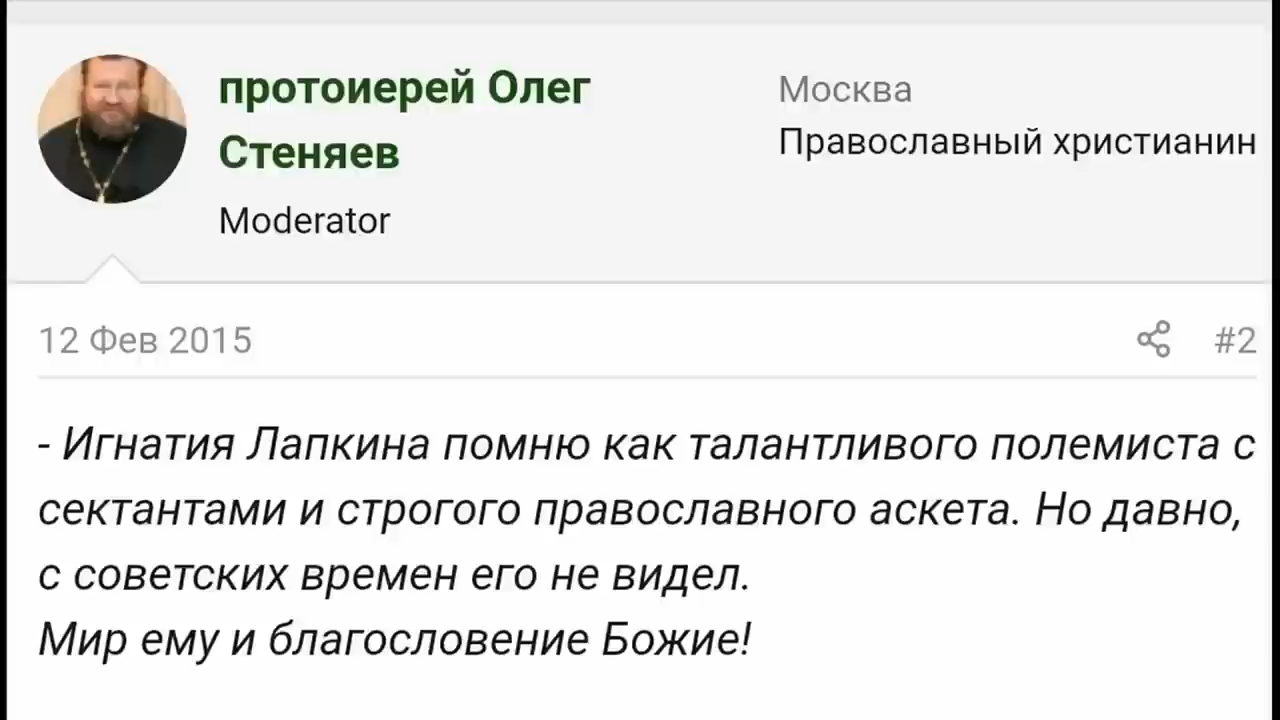 протоиерей Олег
Стеняев
Moderator
Москва
Православный христианин
12 Фев 2015
#2
- Игнатия Лапкина помню как талантливого полемиста с
сектантами и строгого православного аскета. Но давно,
с советских времен его не видел.
Мир ему и благословение Божие!